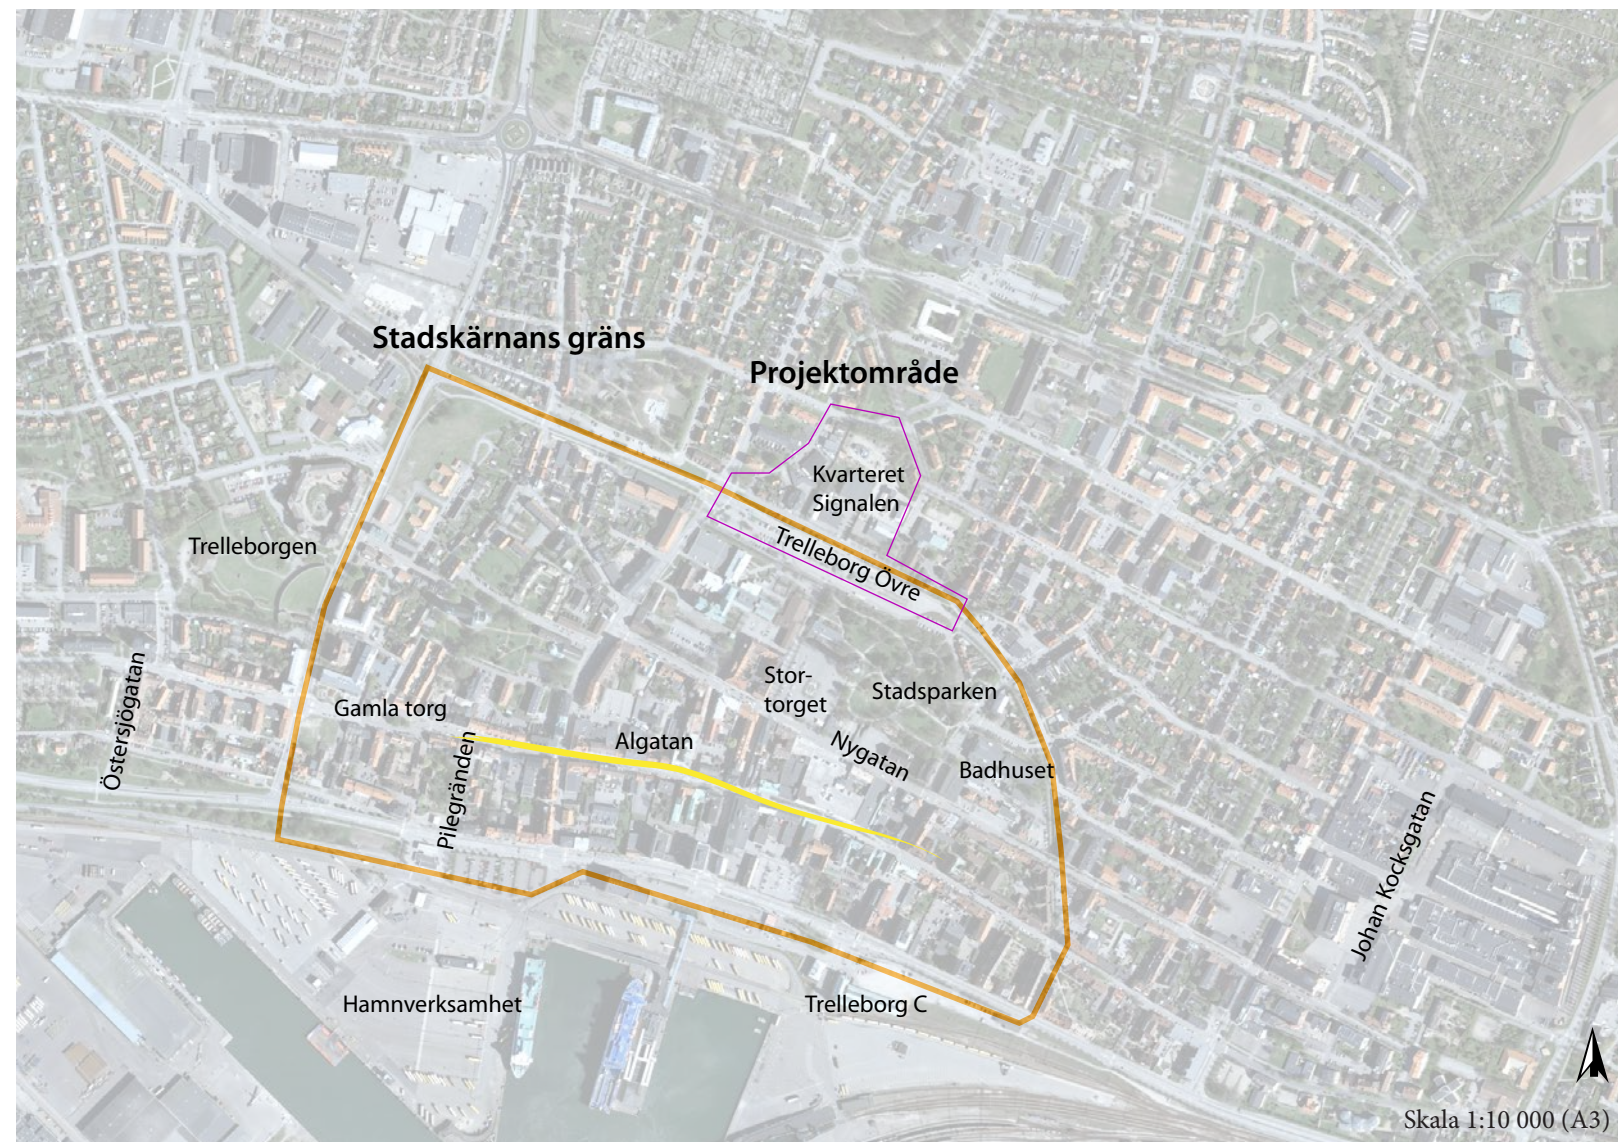 Stadskärnans gräns
Projektområde
Kvarteret
Signalen
Trelleborgen
Trelleborg Övre
Östersjögatan
Stor-
torget
Stadsparken
Gamla torg
Pilegränden
Algatan
Nygatan
Badhuset
Johan Kocksgatan
Hamnverksamhet
Trelleborg C
Skala 1:10 000 (A3)